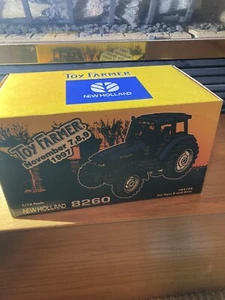 TOY FARMER
NEW HOLLAND
TOY FARMER
November 7,8,9
1997
1/16 Scale
NEW HOLLAND 8260